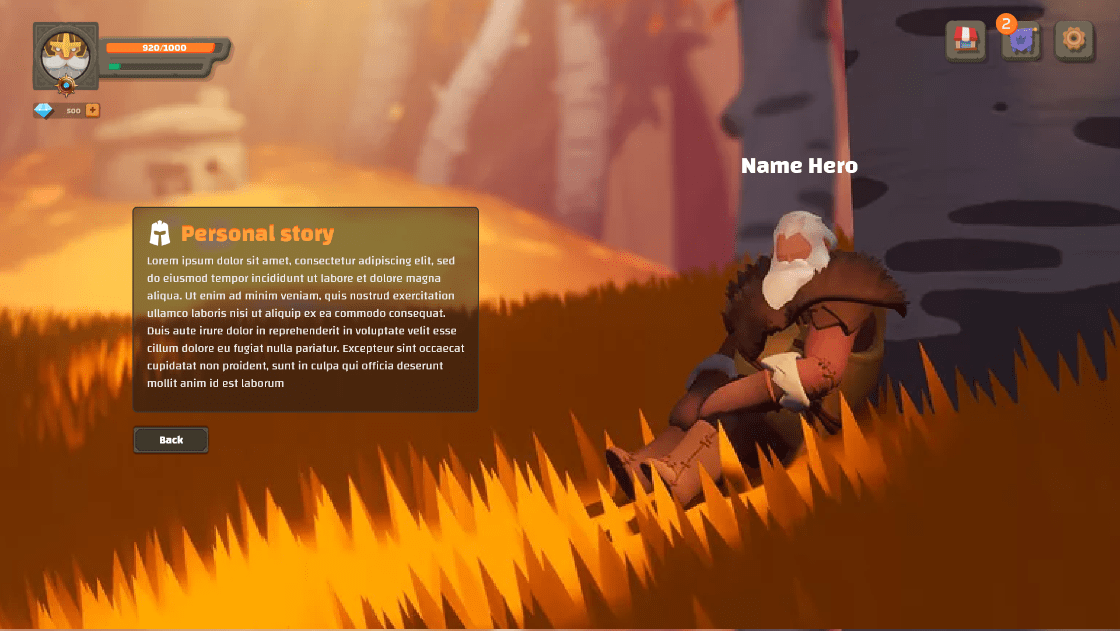 920/1000
500 +
2
Name Hero
Personal story
Lorem ipsum dolor sit amet, consectetur adipiscing elit, sed
do eiusmod tempor incididunt ut labore et dolore magna
aliqua. Ut enim ad minim veniam, quis nostrud exercitation
ullamco laboris nisi ut aliquip ex ea commodo consequat.
Duis aute irure dolor in reprehenderit in voluptate velit esse
cillum dolore eu fugiat nulla pariatur. Excepteur sint occaecat
cupidatat non proident, sunt in culpa qui officia deserunt
mollit anim id est laborum
Back